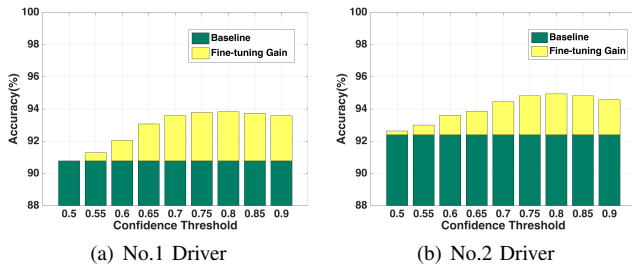 100
98
96
94
92
90
88
Accuracy(%)
Baseline
Fine-tuning Gain
0.5 0.55 0.6 0.65 0.7 0.75 0.8 0.85 0.9
Confidence Threshold
(a) No.1 Driver
100
98
96
94
92
90
88
Accuracy(%)
Baseline
Fine-tuning Gain
0.5 0.55 0.6 0.65 0.7 0.75 0.8 0.85 0.9
Confidence Threshold
(b) No.2 Driver